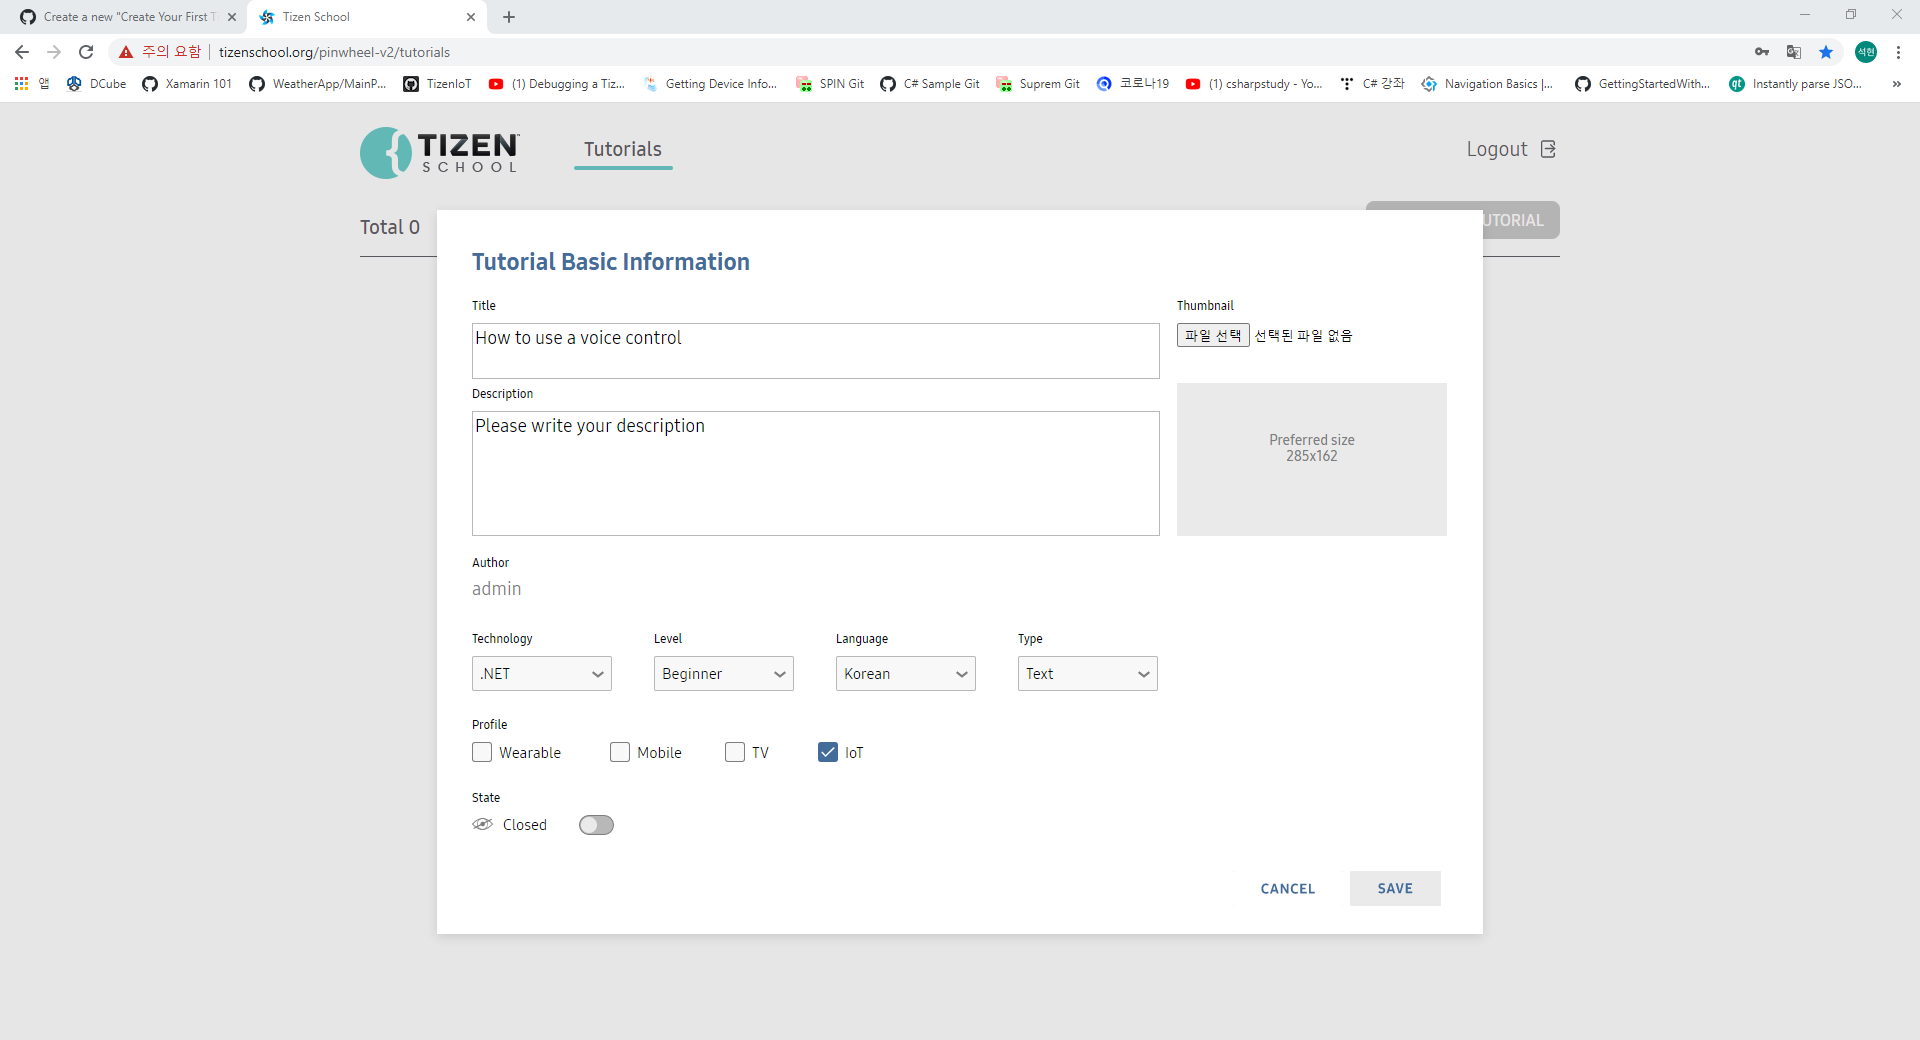 Create a new "Create Your First T
Tizen School
주의 요함
tizenschool.org/pinwheel-v2/tutorials
앱
DCube
Xamarin 101
WeatherApp/MainP...
TizenIoT
(1) Debugging a Tiz...
Getting Device Info...
SPIN Git
C# Sample Git
Suprem Git
코로나19
(1) csharpstudy - Yo...
C# 강좌
Navigation Basics |...
GettingStartedWith...
qt
Instantly parse JSO...
»
석현
TIZEN™
SCHOOL
Tutorials
Logout
Total 0
UTORIAL
Tutorial Basic Information
Title
How to use a voice control
Thumbnail
파일 선택 선택된 파일 없음
Description
Please write your description
Preferred size
285x162
Author
admin
Technology Level Language Type
.NET Beginner Korean Text
Profile
Wearable Mobile TV IoT
State
Closed
CANCEL SAVE